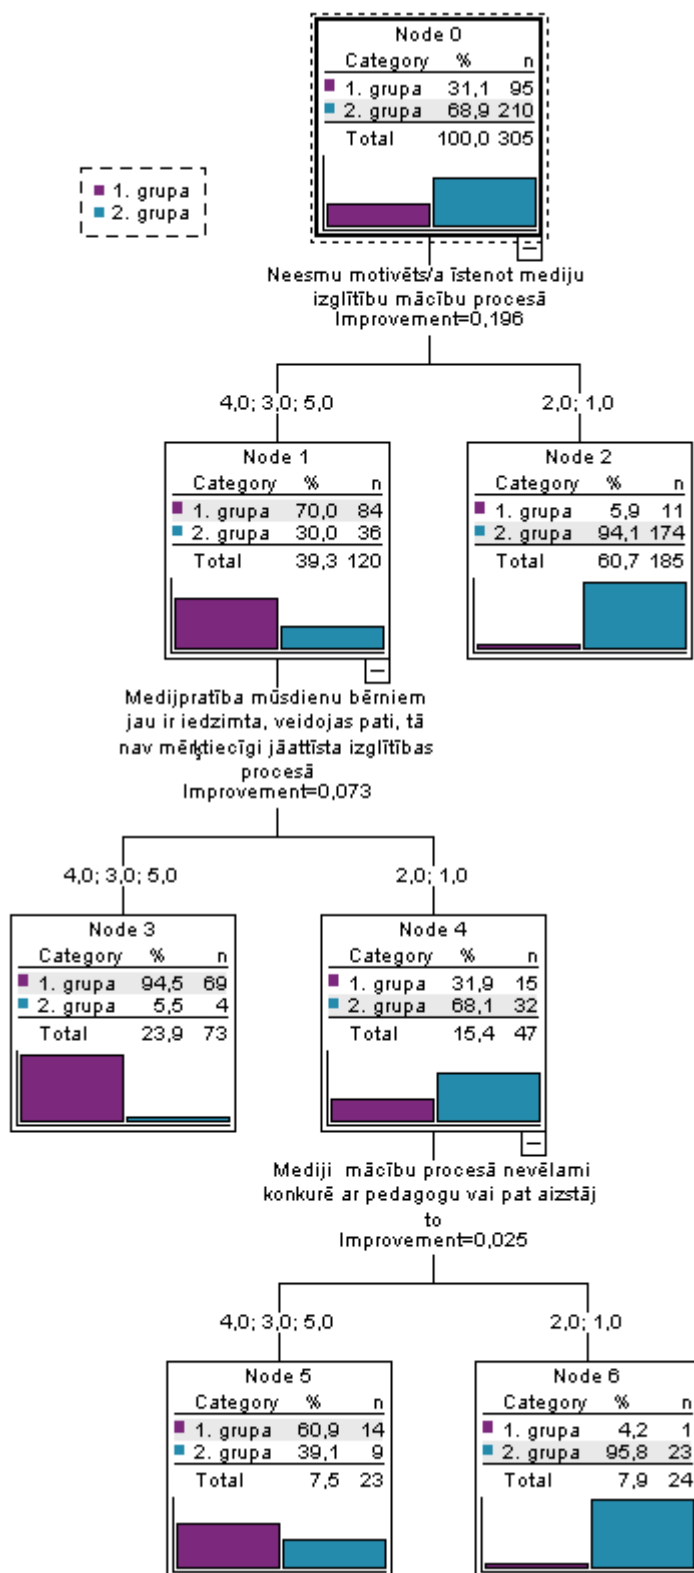 Node 0
Category % n
1. grupa 31,1 95
2. grupa 68,9 210
Total 100,0 305
1. grupa
2. grupa
Neesmu motivēts/a īstenot mediju
izglītību mācību procesā
Improvement=0,196
4,0; 3,0; 5,0
2,0; 1,0
Node 1
Category % n
1. grupa 70,0 84
2. grupa 30,0 36
Total 39,3 120
Node 2
Category % n
1. grupa 5,9 11
2. grupa 94,1 174
Total 60,7 185
Medijpratība mūsdienu bērniem
jau ir iedzimta, veidojas pati, tā
nav mērķtiecīgi jāattīsta izglītības
procesā
Improvement=0,073
4,0; 3,0; 5,0
2,0; 1,0
Node 3
Category % n
1. grupa 94,5 69
2. grupa 5,5 4
Total 23,9 73
Node 4
Category % n
1. grupa 31,9 15
2. grupa 68,1 32
Total 15,4 47
Mediji mācību procesā nevēlami
konkurē ar pedagogu vai pat aizstāj
to
Improvement=0,025
4,0; 3,0; 5,0
2,0; 1,0
Node 5
Category % n
1. grupa 60,9 14
2. grupa 39,1 9
Total 7,5 23
Node 6
Category % n
1. grupa 4,2 1
2. grupa 95,8 23
Total 7,9 24